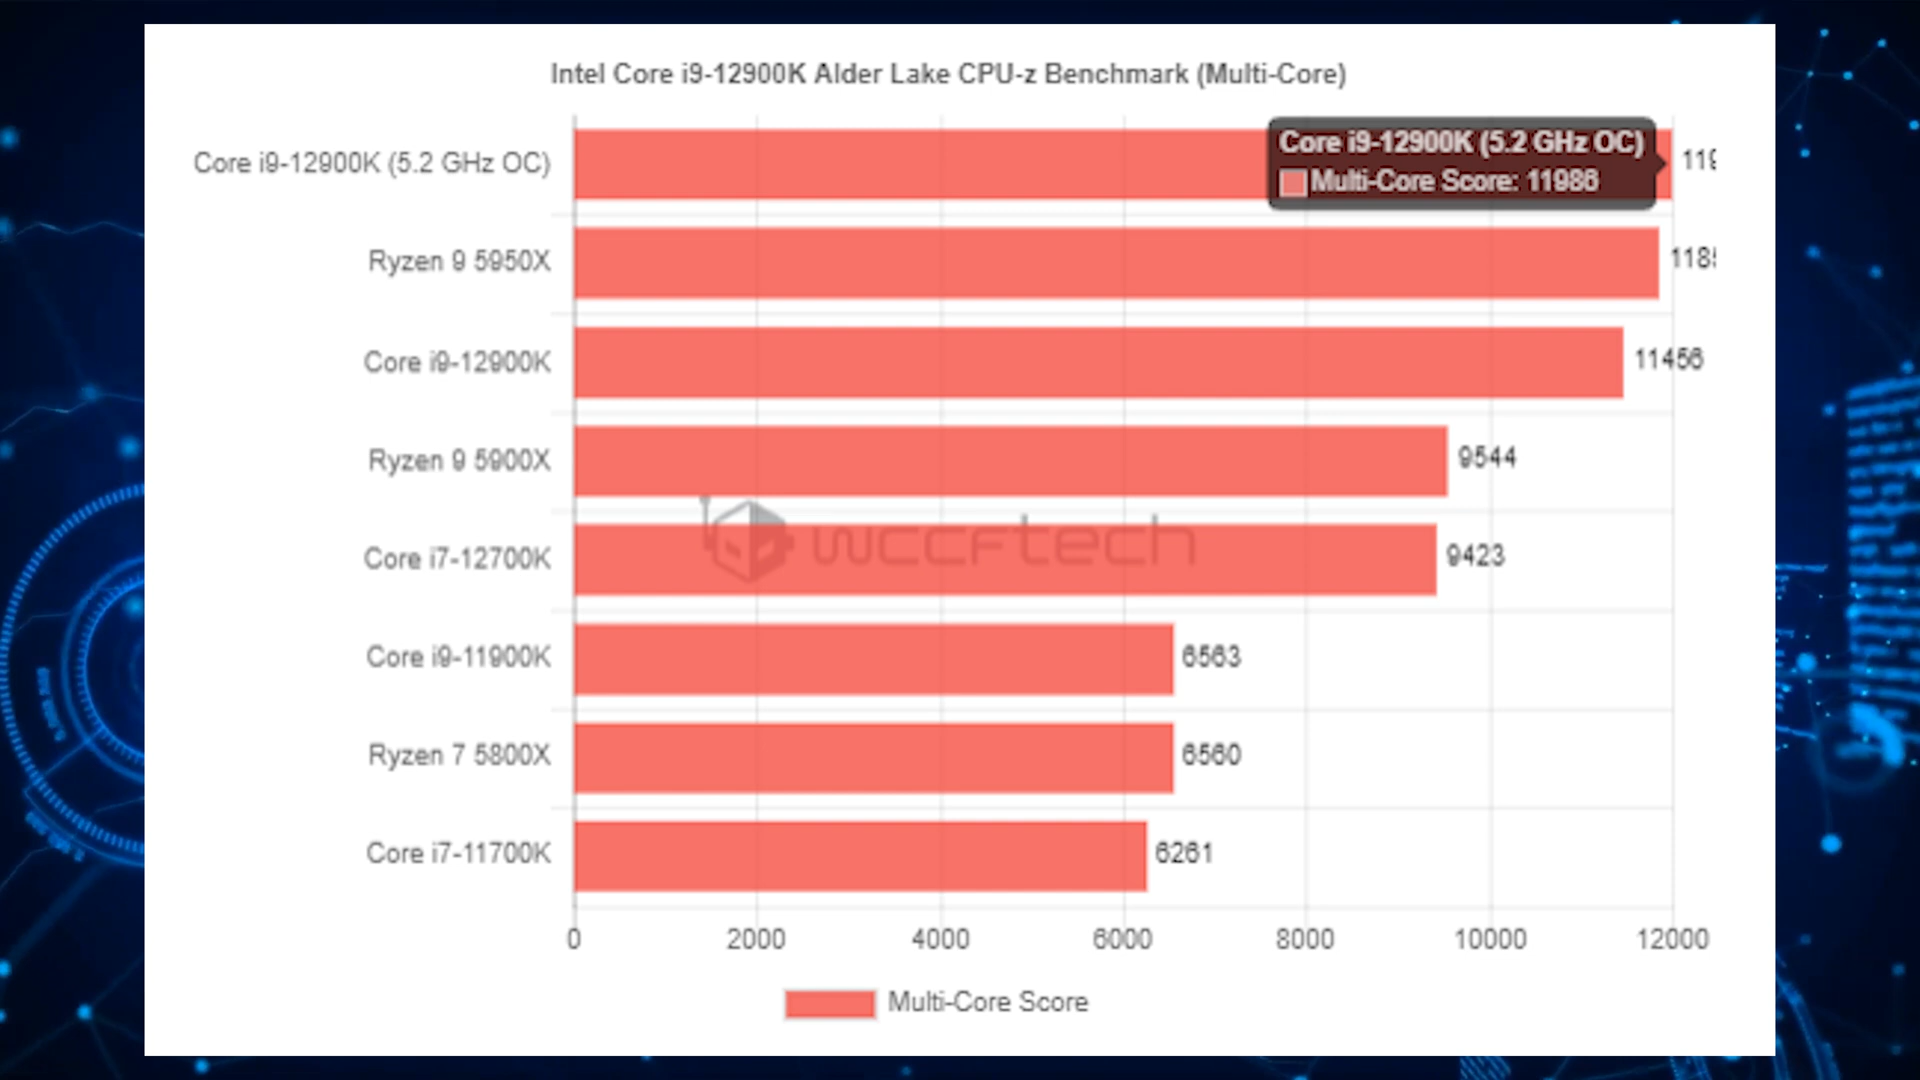 Intel Core i9-12900K Alder Lake CPU-z Benchmark (Multi-Core)
Core i9-12900K (5.2 GHz OC)
Core i9-12900K (5.2 GHz OC)
Multi-Core Score: 11986
Ryzen 9 5950X
Core i9-12900K 11456
Ryzen 9 5900X 9544
wccftech
Core i7-12700K 9423
Core i9-11900K 6563
Ryzen 7 5800X 6560
Core i7-11700K 6261
0 2000 4000 6000 8000 10000 12000
Multi-Core Score